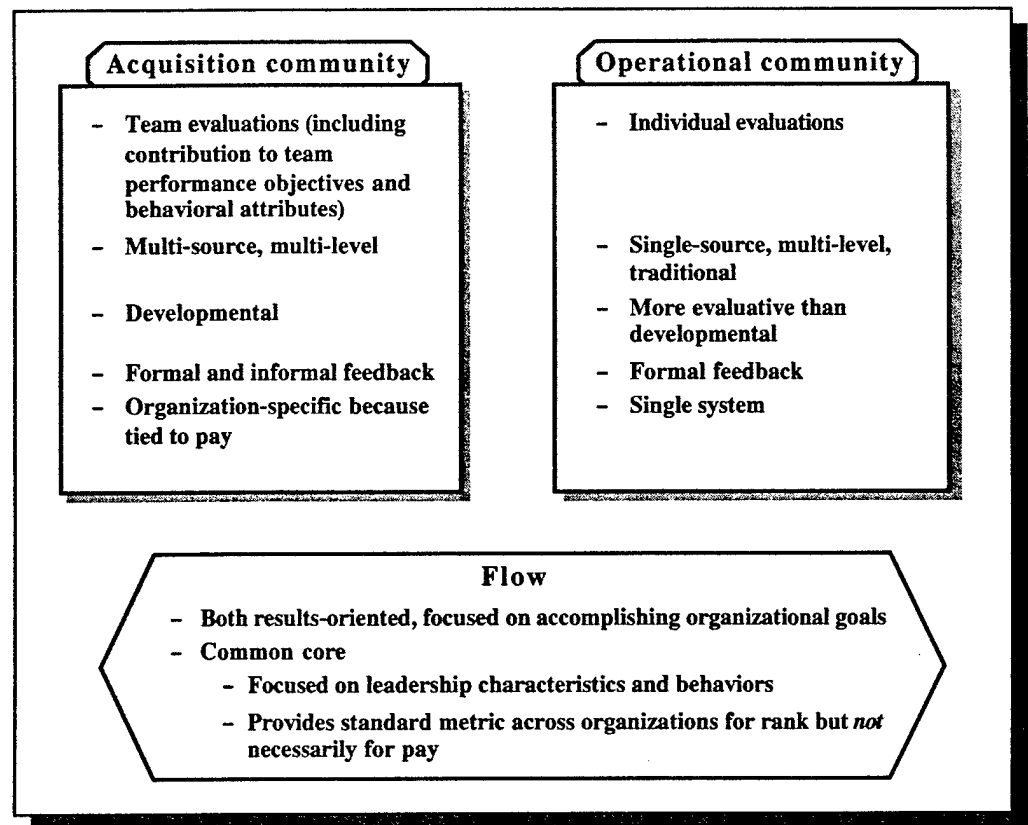 Acquisition community
– Team evaluations (including
contribution to team
performance objectives and
behavioral attributes)
– Multi-source, multi-level
– Developmental
– Formal and informal feedback
– Organization-specific because
tied to pay
Operational community
– Individual evaluations
– Single-source, multi-level,
traditional
– More evaluative than
developmental
– Formal feedback
– Single system
Flow
– Both results-oriented, focused on accomplishing organizational goals
– Common core
– Focused on leadership characteristics and behaviors
– Provides standard metric across organizations for rank but not
necessarily for pay